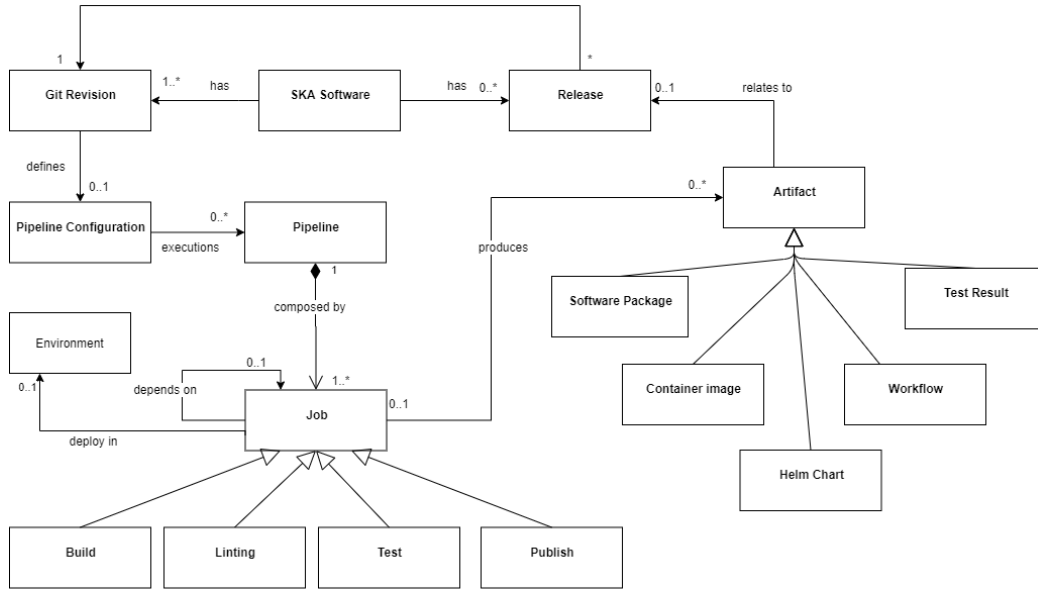 1
*
Git Revision
1..*
has
SKA Software
has
0..*
Release
0..1
relates to
defines
0..1
0..*
Artifact
Pipeline Configuration
0..*
executions
Pipeline
1
produces
composed by
Software Package
Test Result
Environment
0..1
0..1
depends on
1..*
Container image
Workflow
Job
0..1
deploy in
Helm Chart
Build
Linting
Test
Publish